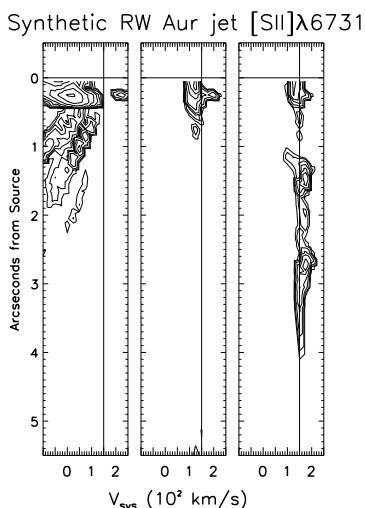 Synthetic RW Aur jet [SII]λ6731
0
1
2
3
4
5
Arcseconds from Source
0 1 2 0 1 2 0 1 2
V_sys (10² km/s)